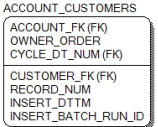 ACCOUNT_CUSTOMERS
ACCOUNT_FK (FK)
OWNER_ORDER
CYCLE_DT_NUM (FK)
CUSTOMER_FK (FK)
RECORD_NUM
INSERT_DTTM
INSERT_BATCH_RUN_ID